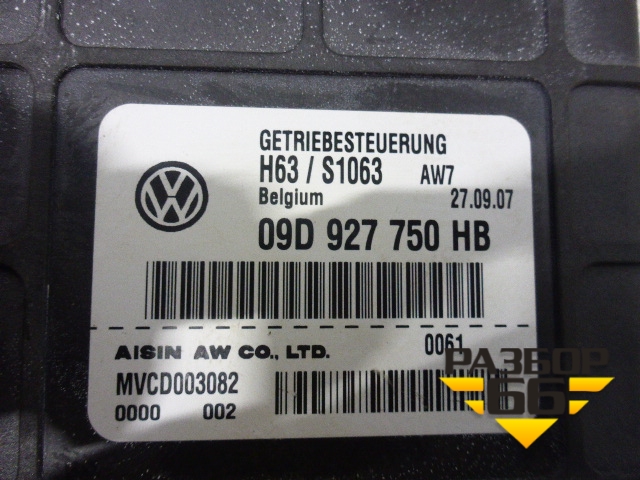 GETRIEBESTEUERUNG
H63 / S1063 AW7
Belgium 27.09.07
09D 927 750 HB
AISIN AW CO., LTD. 0061
MVCD003082
0000 002
РАЗБОР
66